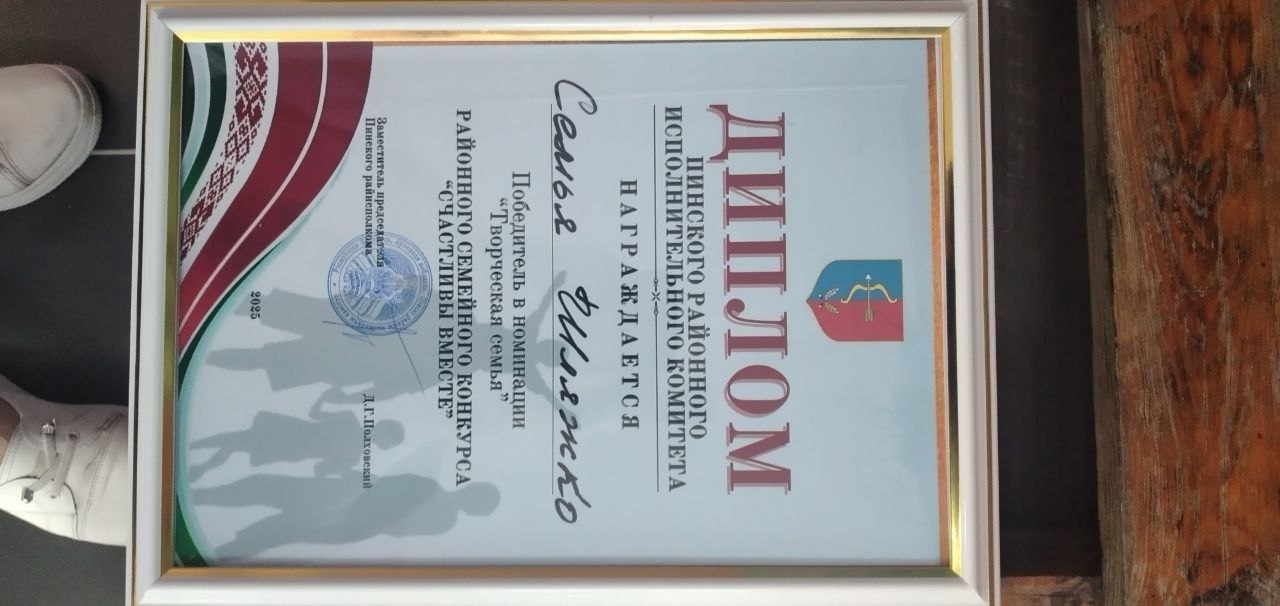 ДИПЛОМ
ПИНСКОГО РАЙОННОГО
ИСПОЛНИТЕЛЬНОГО КОМИТЕТА
НАГРАЖДАЕТСЯ
Семья
Победитель в номинации
“Творческая семья”
РАЙОННОГО СЕМЕЙНОГО КОНКУРСА
“СЧАСТЛИВЫ ВМЕСТЕ”
Заместитель председателя
Пинского райисполкома
Д.Г.Полховский
2025